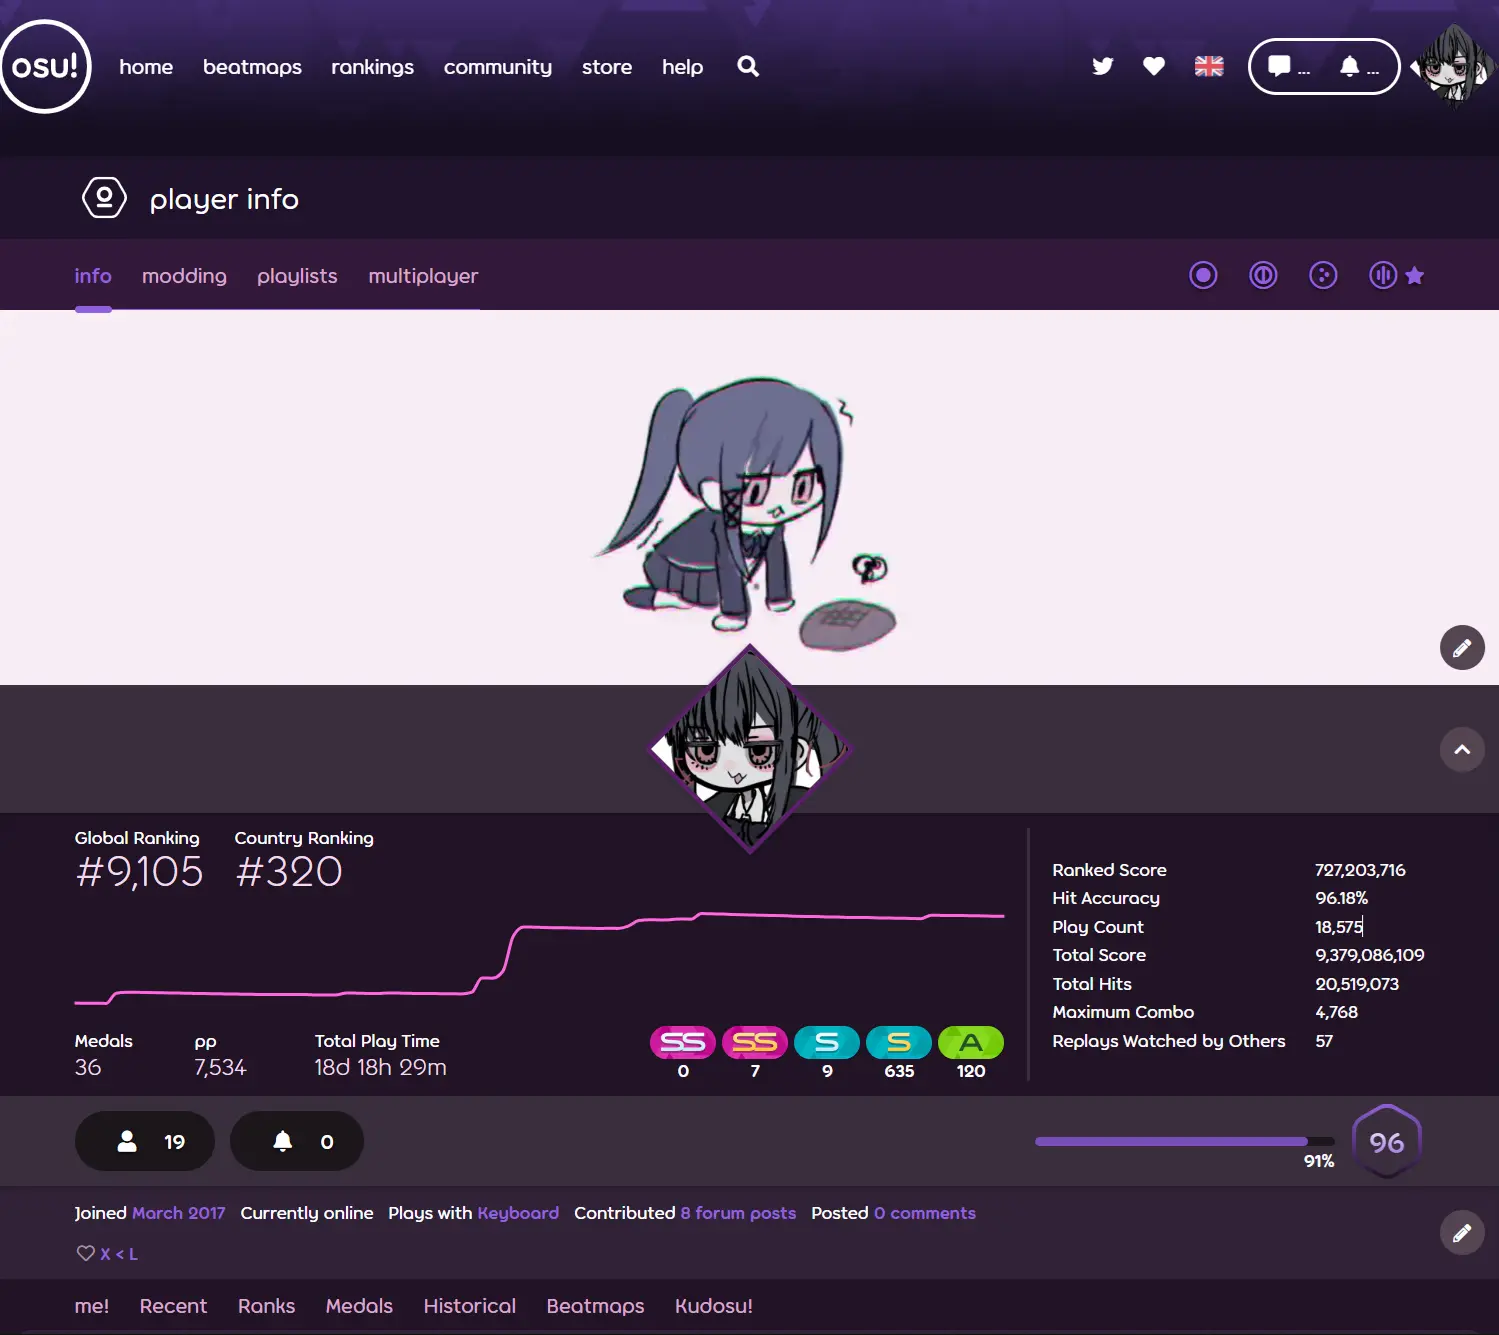 osu! home beatmaps rankings community store help ... ...
player info
info modding playlists multiplayer
Global Ranking Country Ranking
#9,105 #320
Ranked Score 727,203,716
Hit Accuracy 96.18%
Play Count 18,575
Total Score 9,379,086,109
Total Hits 20,519,073
Maximum Combo 4,768
Replays Watched by Others 57
Medals pp Total Play Time
36 7,534 18d 18h 29m
SS SS S S A
0 7 9 635 120
19 0
96
91%
Joined March 2017 Currently online Plays with Keyboard Contributed 8 forum posts Posted 0 comments
X < L
me! Recent Ranks Medals Historical Beatmaps Kudosu!